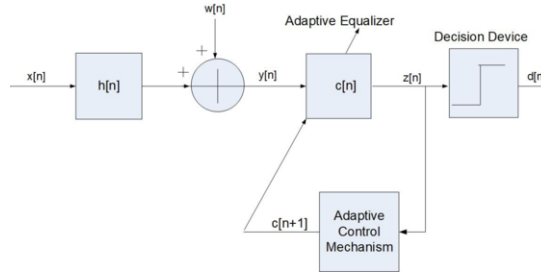 w[n]
Adaptive Equalizer
Decision Device
+
+
x[n]
h[n]
y[n]
c[n]
z[n]
d[n
c[n+1]
Adaptive
Control
Mechanism